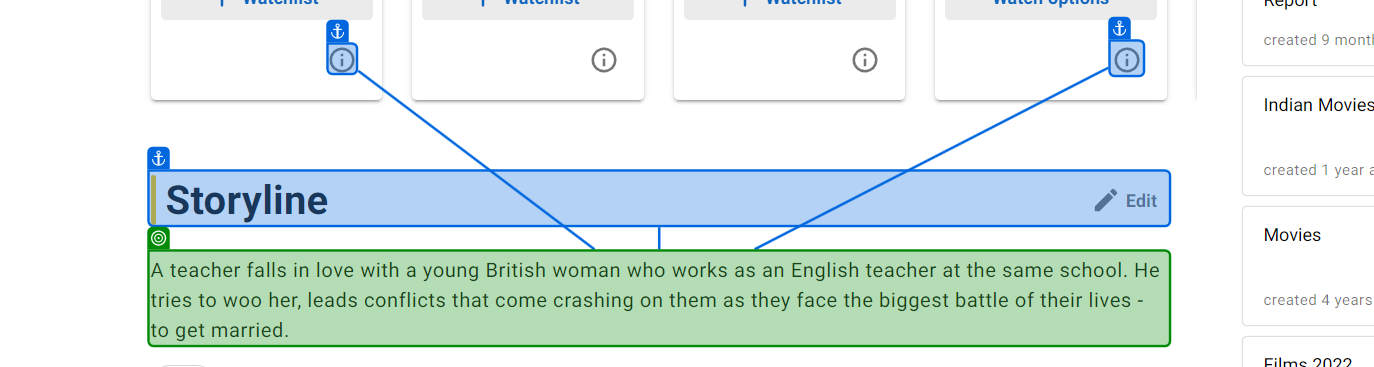 Watchlist
Watchlist
Watchlist
Watch options
Report
created 9 month
Indian Movies
created 1 year a
Storyline
Edit
Movies
created 4 years
A teacher falls in love with a young British woman who works as an English teacher at the same school. He
tries to woo her, leads conflicts that come crashing on them as they face the biggest battle of their lives -
to get married.
Films 2022